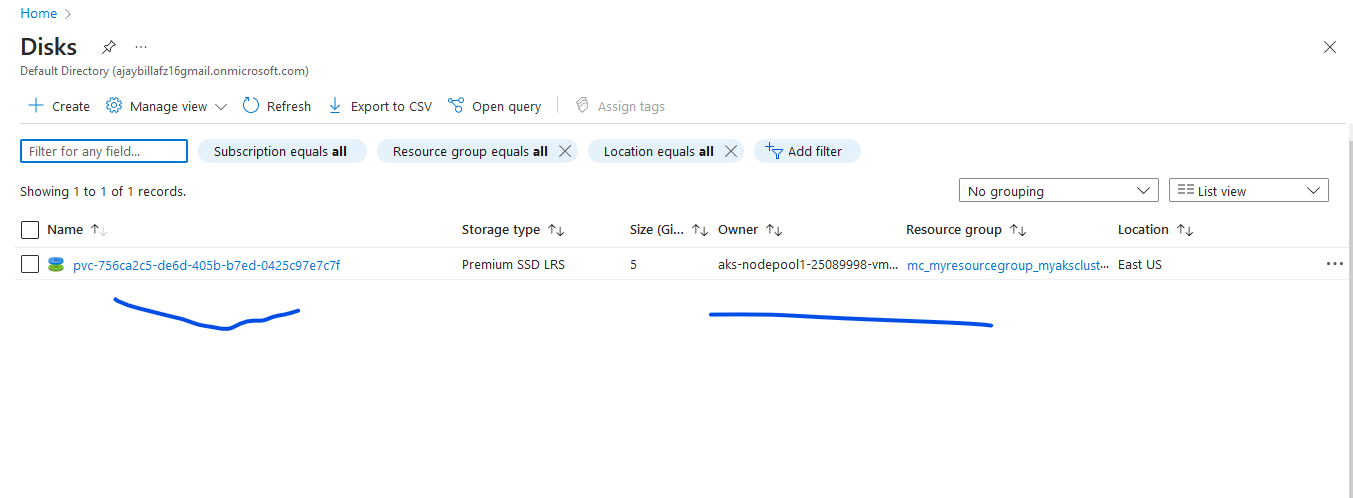 Home
Disks
Default Directory (ajaybillafz16gmail.onmicrosoft.com)
Create Manage view Refresh Export to CSV Open query Assign tags
Filter for any field... Subscription equals all Resource group equals all Location equals all Add filter
Showing 1 to 1 of 1 records.
No grouping List view
Name Storage type Size (Gi... Owner Resource group Location
pvc-756ca2c5-de6d-405b-b7ed-0425c97e7c7f Premium SSD LRS 5 aks-nodepool1-25089998-vm... mc_myresourcegroup_myaksclust... East US